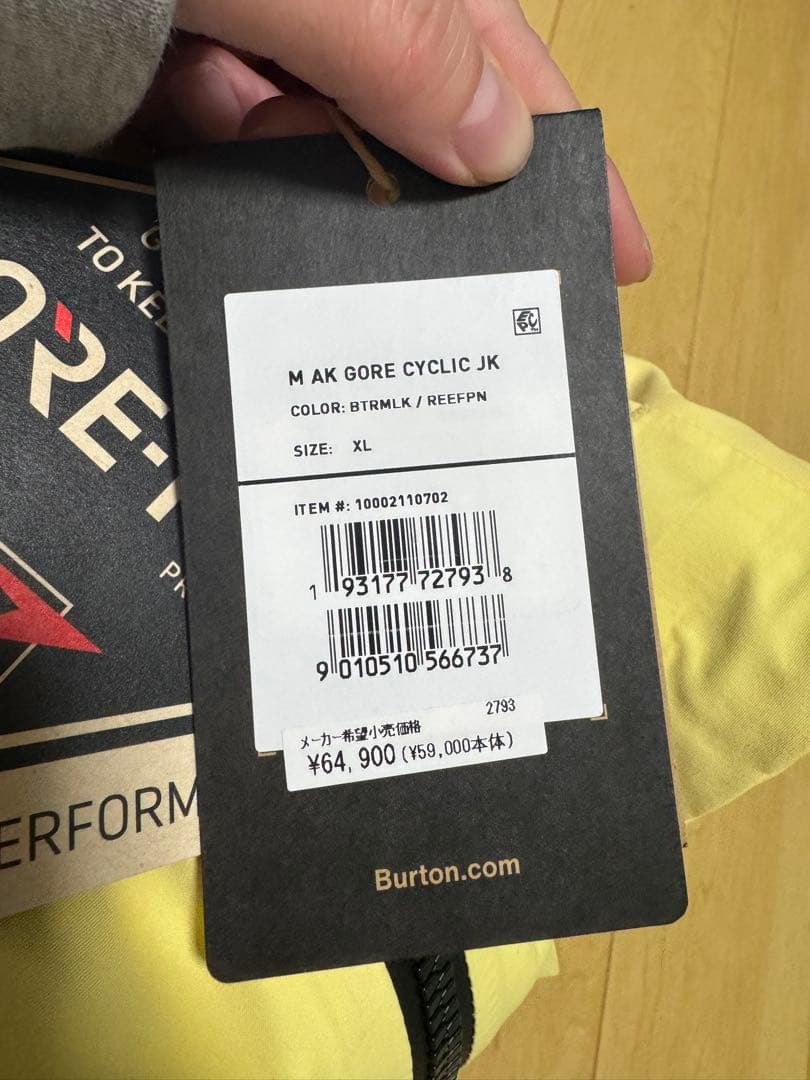 TO KEE
ORE-T
PR
ERFORM
M AK GORE CYCLIC JK
COLOR: BTRMLK / REEFPN
SIZE: XL
ITEM #: 10002110702
1 93177 72793 8
9 010510 566737
2793
メーカー希望小売価格
¥64,900(¥59,000本体)
Burton.com